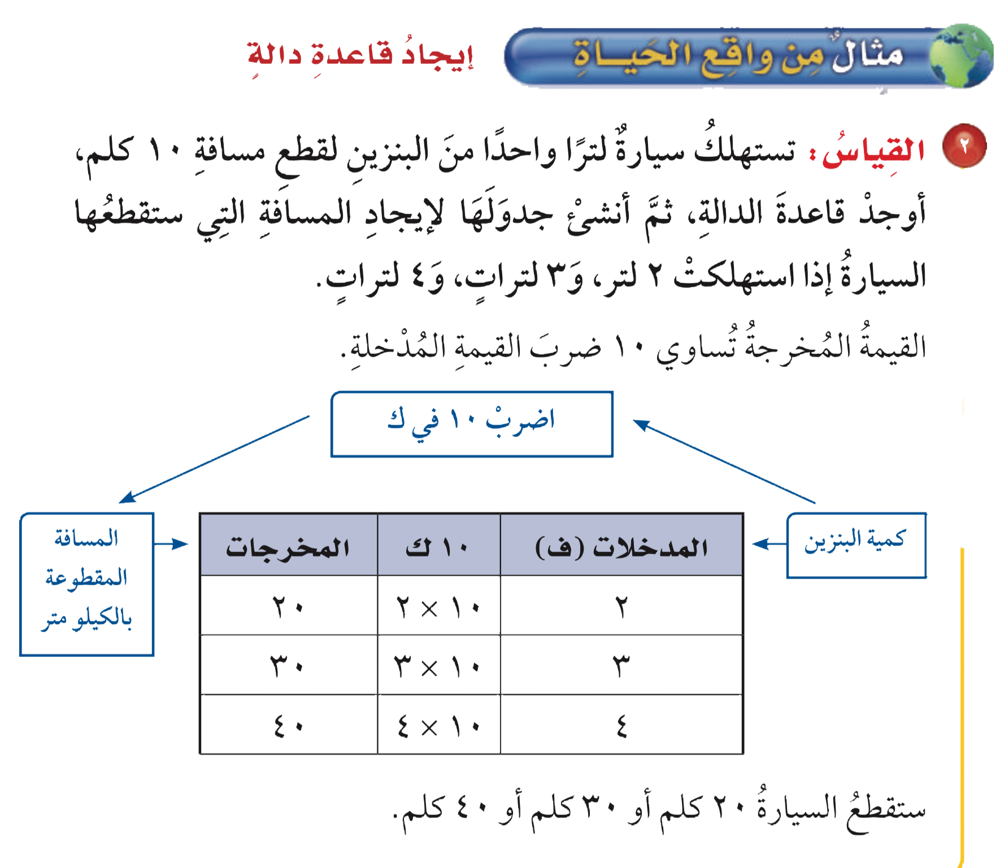 مثالٌ مِن واقِعِ الحَيـاةِ إيجادُ قاعدةِ دالةٍ
٢ القِياسُ: تستهلكُ سيارةٌ لترًا واحدًا منَ البنزينِ لقطعِ مسافةِ ١٠ كلم،
أوجدْ قاعدةَ الدالةِ، ثمَّ أنشئْ جدوَلَهَا لإيجادِ المسافةِ التِي ستقطعُها
السيارةُ إذا استهلكتْ ٢ لتر، وَ٣ لتراتٍ، وَ٤ لتراتٍ.
القيمةُ المُخرجةُ تُساوي ١٠ ضربَ القيمةِ المُدْخلةِ.
اضربْ ١٠ في ك
كمية البنزين
المدخلات (ف) ١٠ ك المخرجات
٢ ١٠ × ٢ ٢٠
٣ ١٠ × ٣ ٣٠
٤ ١٠ × ٤ ٤٠
المسافة
المقطوعة
بالكيلو متر
ستقطعُ السيارةُ ٢٠ كلم أو ٣٠ كلم أو ٤٠ كلم.